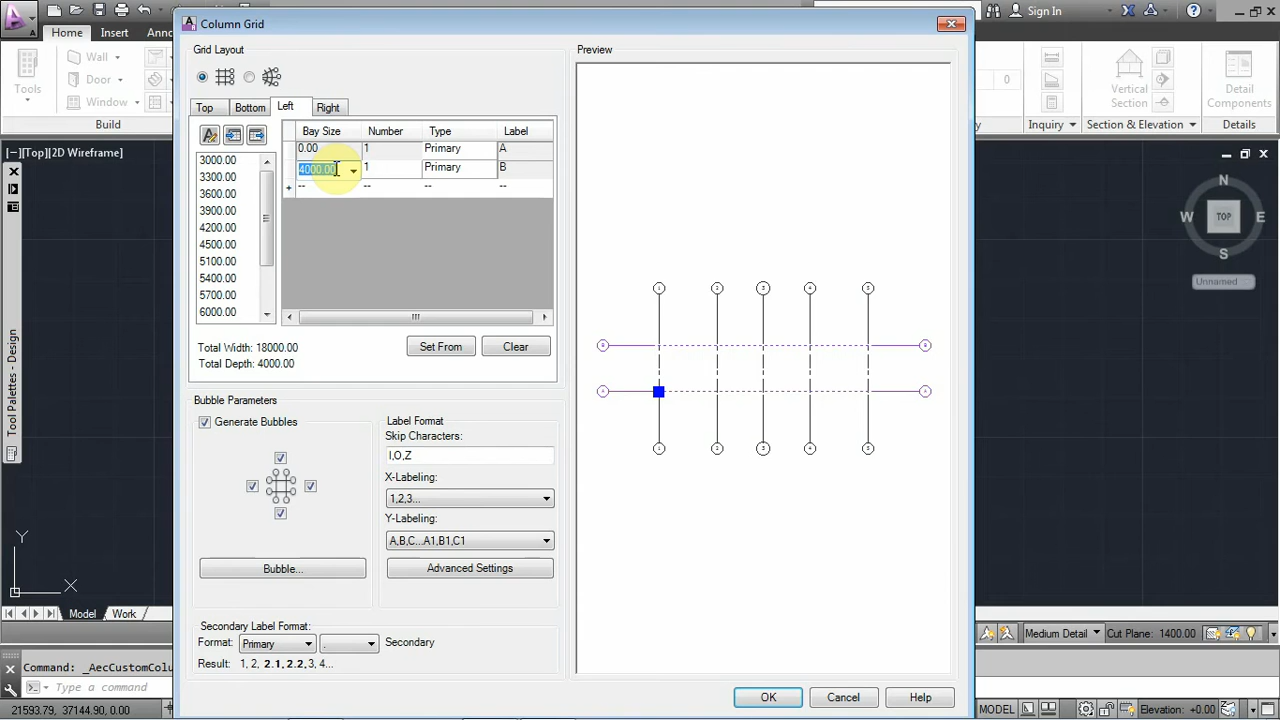 Column Grid
Sign In
Home Insert Anno
Grid Layout
Preview
Tools
Wall
Door
Window
Build
0
Vertical
Section
Detail
Components
Inquiry
Section & Elevation
Details
Top Bottom Left Right
Bay Size Number Type Label
0.00 1 Primary A
4000.00 1 Primary B
-- -- -- --
3000.00
3300.00
3600.00
3900.00
4200.00
4500.00
5100.00
5400.00
5700.00
6000.00
[−][Top][2D Wireframe]
N
W TOP E
S
Unnamed
Total Width: 18000.00
Total Depth: 4000.00
Set From
Clear
Bubble Parameters
Generate Bubbles
Bubble...
Label Format
Skip Characters:
I,O,Z
X-Labeling:
1,2,3...
Y-Labeling:
A,B,C...A1,B1,C1
Advanced Settings
Secondary Label Format:
Format: Primary . Secondary
Result: 1, 2, 2.1, 2.2, 3, 4...
OK
Cancel
Help
Tool Palettes - Design
Y
X
Model Work
Medium Detail
Cut Plane: 1400.00
Command: _AecCustomColu
Type a command
21593.79, 37144.90, 0.00
MODEL
Elevation: +0.00